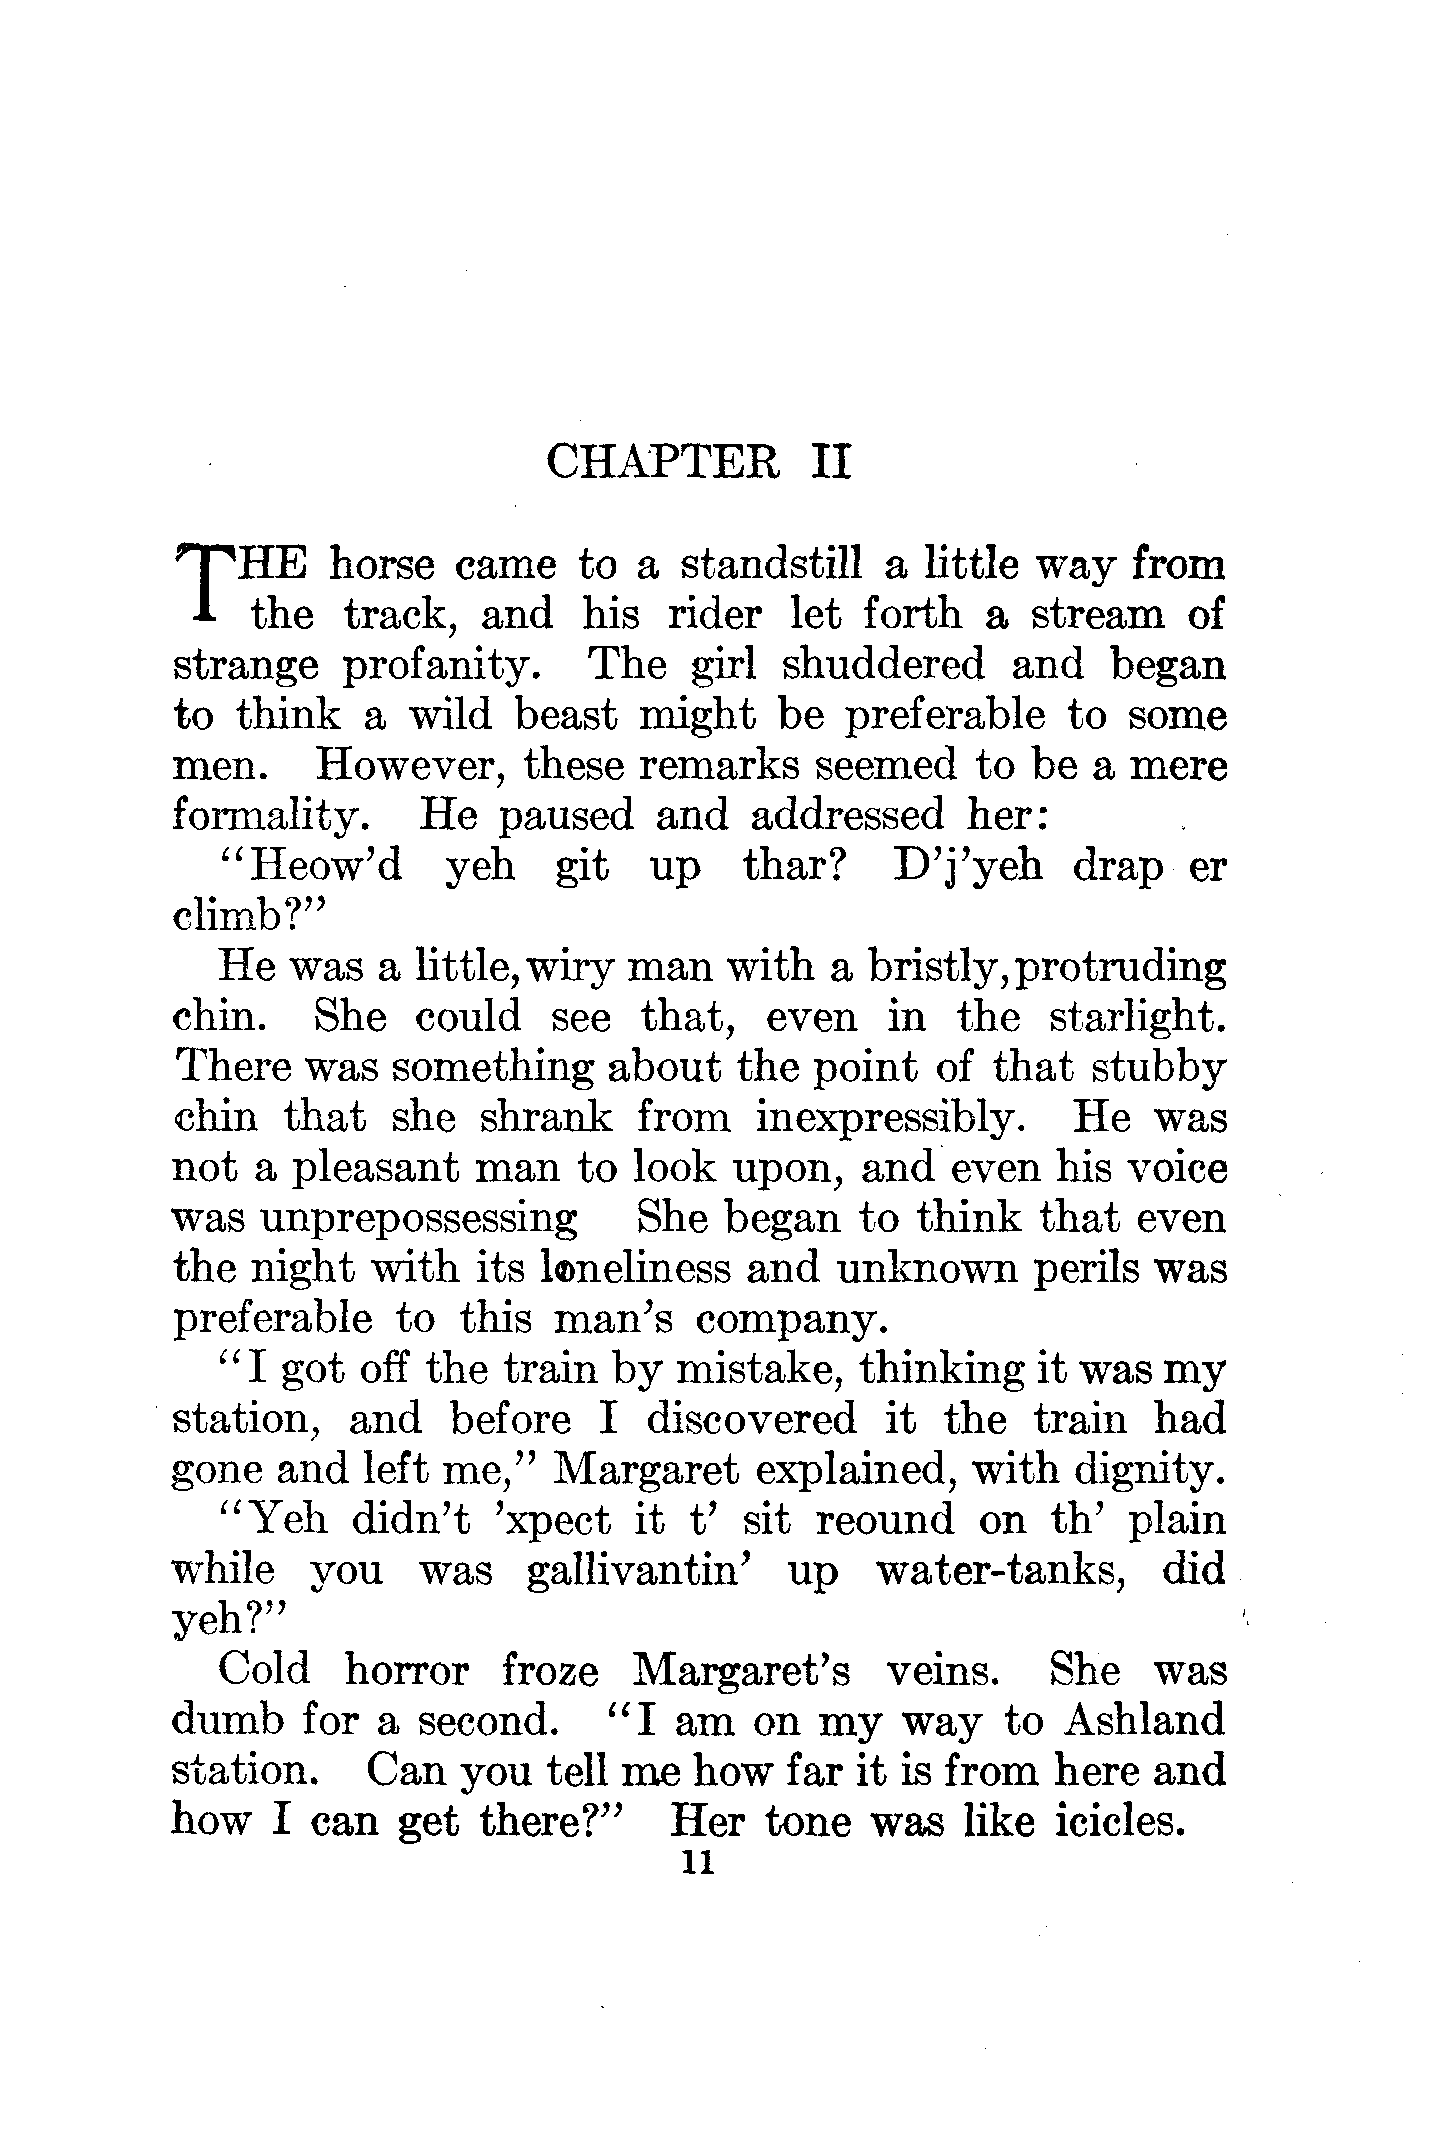 CHAPTER II
THE horse came to a standstill a little way from
the track, and his rider let forth a stream of
strange profanity. The girl shuddered and began
to think a wild beast might be preferable to some
men. However, these remarks seemed to be a mere
formality. He paused and addressed her:
“Heow’d yeh git up thar? D’j’yeh drap er
climb?”
He was a little, wiry man with a bristly, protruding
chin. She could see that, even in the starlight.
There was something about the point of that stubby
chin that she shrank from inexpressibly. He was
not a pleasant man to look upon, and even his voice
was unprepossessing She began to think that even
the night with its loneliness and unknown perils was
preferable to this man’s company.
“I got off the train by mistake, thinking it was my
station, and before I discovered it the train had
gone and left me,” Margaret explained, with dignity.
“Yeh didn’t ’xpect it t’ sit reound on th’ plain
while you was gallivantin’ up water-tanks, did
yeh?”
Cold horror froze Margaret’s veins. She was
dumb for a second. “I am on my way to Ashland
station. Can you tell me how far it is from here and
how I can get there?” Her tone was like icicles.
11